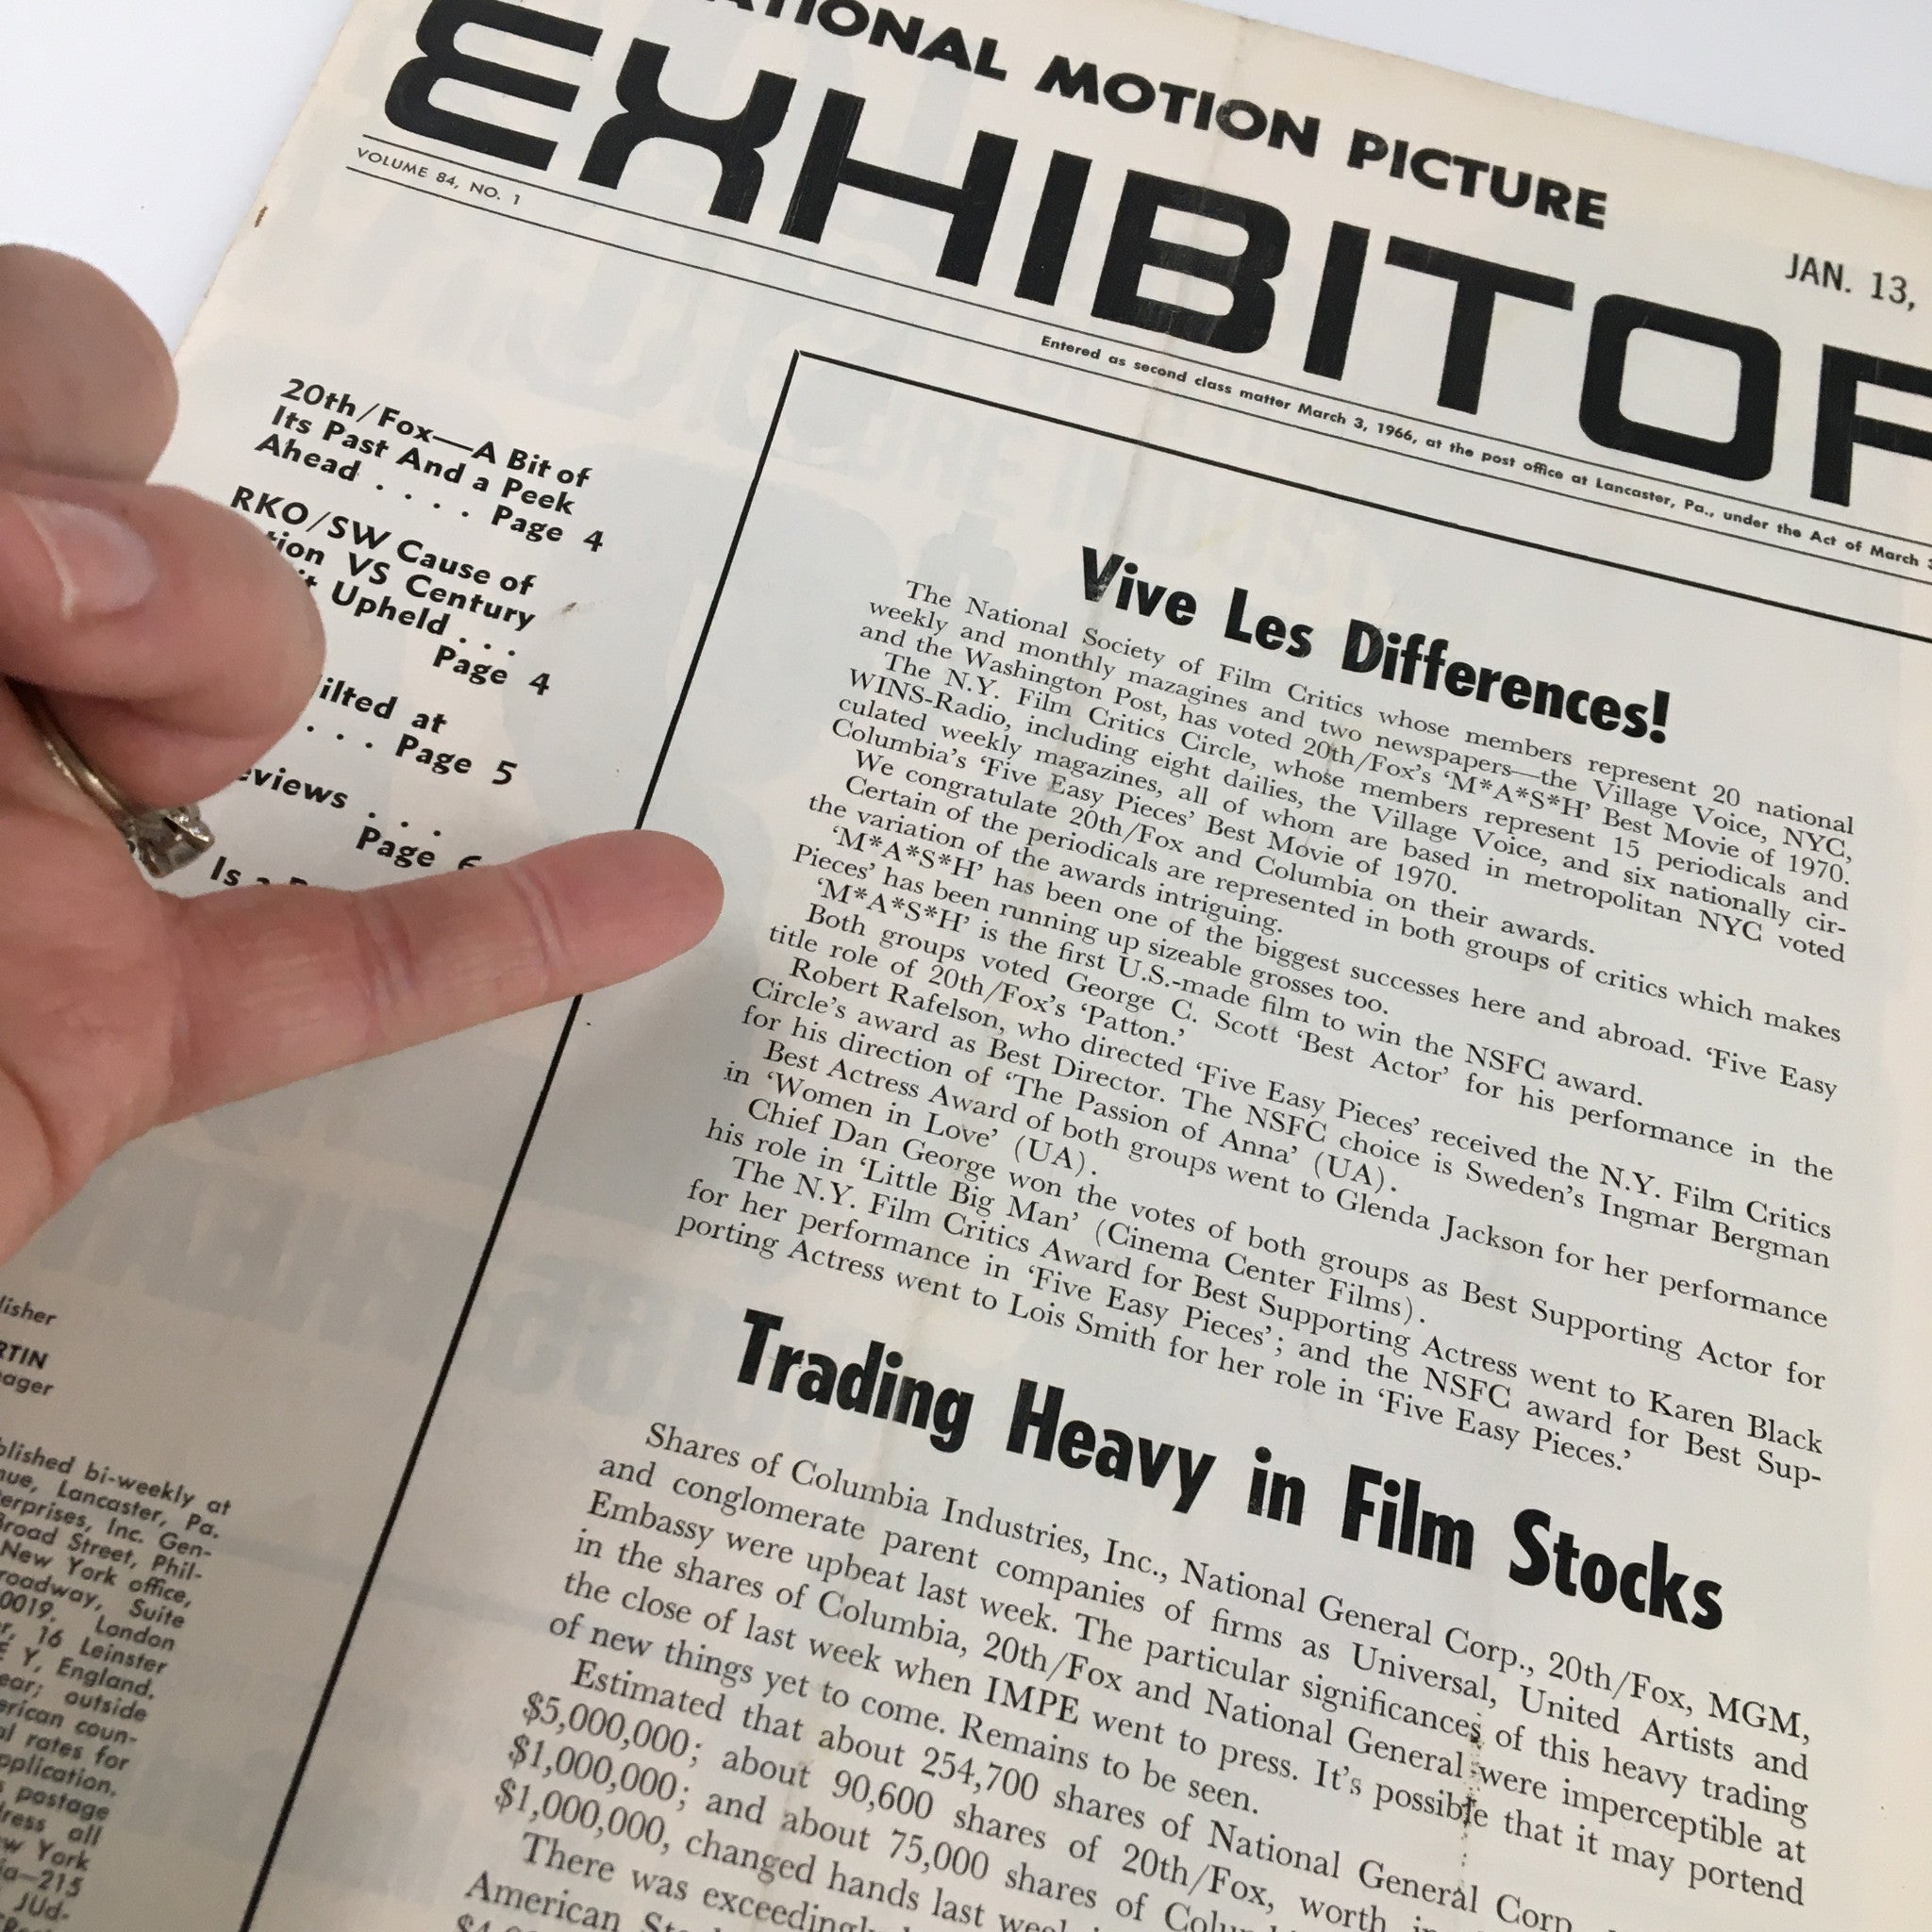 NATIONAL MOTION PICTURE
EXHIBITOR
JAN. 13,
VOLUME 84, NO. 1
Entered as second class matter March 3, 1966, at the post office at Lancaster, Pa., under the Act of March
20th/Fox—A Bit of
Its Past And a Peek
Ahead . . . . Page 4
RKO/SW Cause of
VS Century
Upheld . . .
Page 4
at
. . . . Page 5
. . .
Page 6
Is a
Vive Les Differences!
The National Society of Film Critics whose members represent 20 national
weekly and monthly mazagines and two newspapers—the Village Voice, NYC,
and the Washington Post, has voted 20th/Fox's 'M*A*S*H' Best Movie of 1970.
The N.Y. Film Critics Circle, whose members represent 15 periodicals and
WINS-Radio, including eight dailies, the Village Voice, and six nationally cir-
culated weekly magazines, all of whom are based in metropolitan NYC voted
Columbia's 'Five Easy Pieces' Best Movie of 1970.
We congratulate 20th/Fox and Columbia on their awards.
Certain of the periodicals are represented in both groups of critics which makes
the variation of the awards intriguing.
'M*A*S*H' has been one of the biggest successes here and abroad. 'Five Easy
Pieces' has been running up sizeable grosses too.
'M*A*S*H' is the first U.S.-made film to win the NSFC award.
Both groups voted George C. Scott 'Best Actor' for his performance in the
title role of 20th/Fox's 'Patton.'
Robert Rafelson, who directed 'Five Easy Pieces' received the N.Y. Film Critics
Circle's award as Best Director. The NSFC choice is Sweden's Ingmar Bergman
for his direction of 'The Passion of Anna' (UA).
Best Actress Award of both groups went to Glenda Jackson for her performance
in 'Women in Love' (UA).
Chief Dan George won the votes of both groups as Best Supporting Actor for
his role in 'Little Big Man' (Cinema Center Films).
The N.Y. Film Critics Award for Best Supporting Actress went to Karen Black
for her performance in 'Five Easy Pieces'; and the NSFC award for Best Sup-
porting Actress went to Lois Smith for her role in 'Five Easy Pieces.'
Trading Heavy in Film Stocks
Shares of Columbia Industries, Inc., National General Corp., 20th/Fox, MGM,
and conglomerate parent companies of firms as Universal, United Artists and
Embassy were upbeat last week. The particular significances of this heavy trading
in the shares of Columbia, 20th/Fox and National General were imperceptible at
the close of last week when IMPE went to press. It's possible that it may portend
of new things yet to come. Remains to be seen.
Estimated that about 254,700 shares of National General Corp.
$5,000,000; about 90,600 shares of 20th/Fox, worth
$1,000,000; and about 75,000 shares of
$1,000,000, changed hands last week
There was exceedingly
American
bi-weekly at
Lancaster, Pa.
Inc. Gen-
Broad Street, Phil-
New York office,
Suite
London
16 Leinster
Y, England.
outside
coun-
rates for
postage
all
York
215